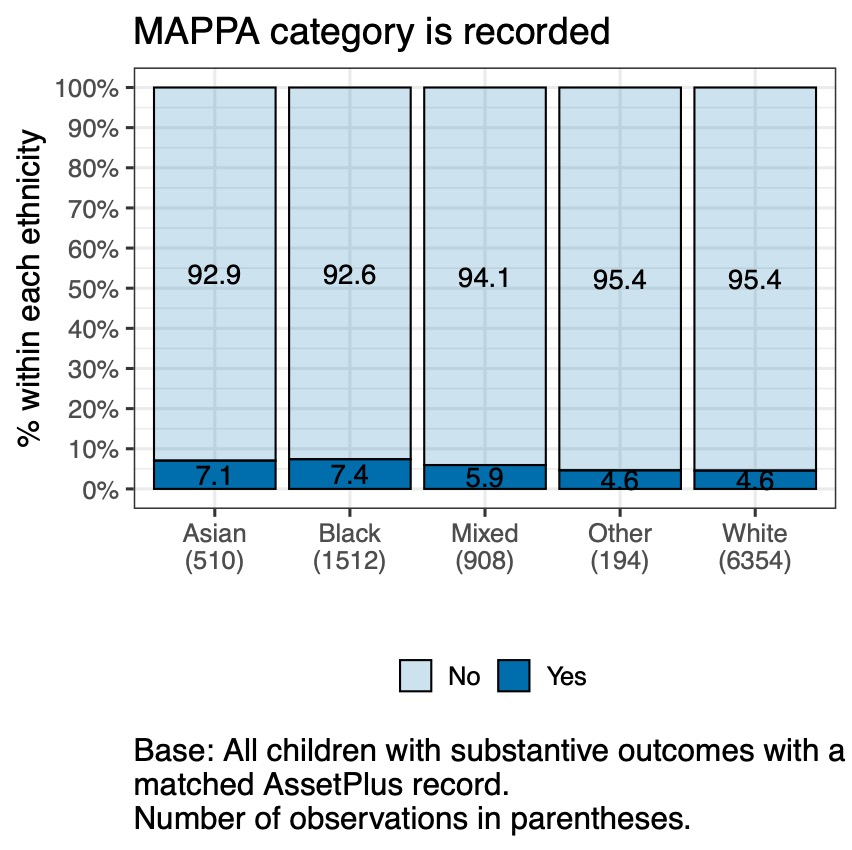 MAPPA category is recorded
% within each ethnicity
100%
90%
80%
70%
60%
50%
40%
30%
20%
10%
0%
92.9 92.6 94.1 95.4 95.4
7.1 7.4 5.9 4.6 4.6
Asian Black Mixed Other White
(510) (1512) (908) (194) (6354)
No Yes
Base: All children with substantive outcomes with a
matched AssetPlus record.
Number of observations in parentheses.